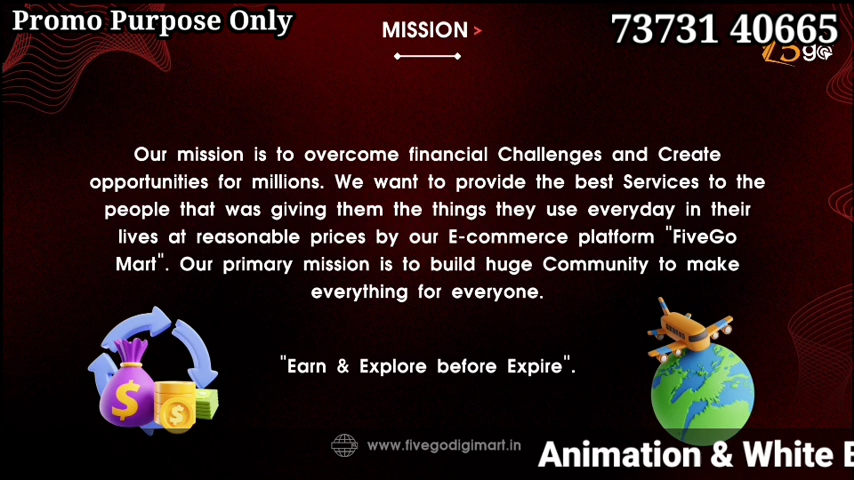 Promo Purpose Only
MISSION >
73731 40665
5go
Our mission is to overcome financial Challenges and Create
opportunities for millions. We want to provide the best Services to the
people that was giving them the things they use everyday in their
lives at reasonable prices by our E-commerce platform "FiveGo
Mart". Our primary mission is to build huge Community to make
everything for everyone.
"Earn & Explore before Expire".
www.fivegodigimart.in
Animation & White